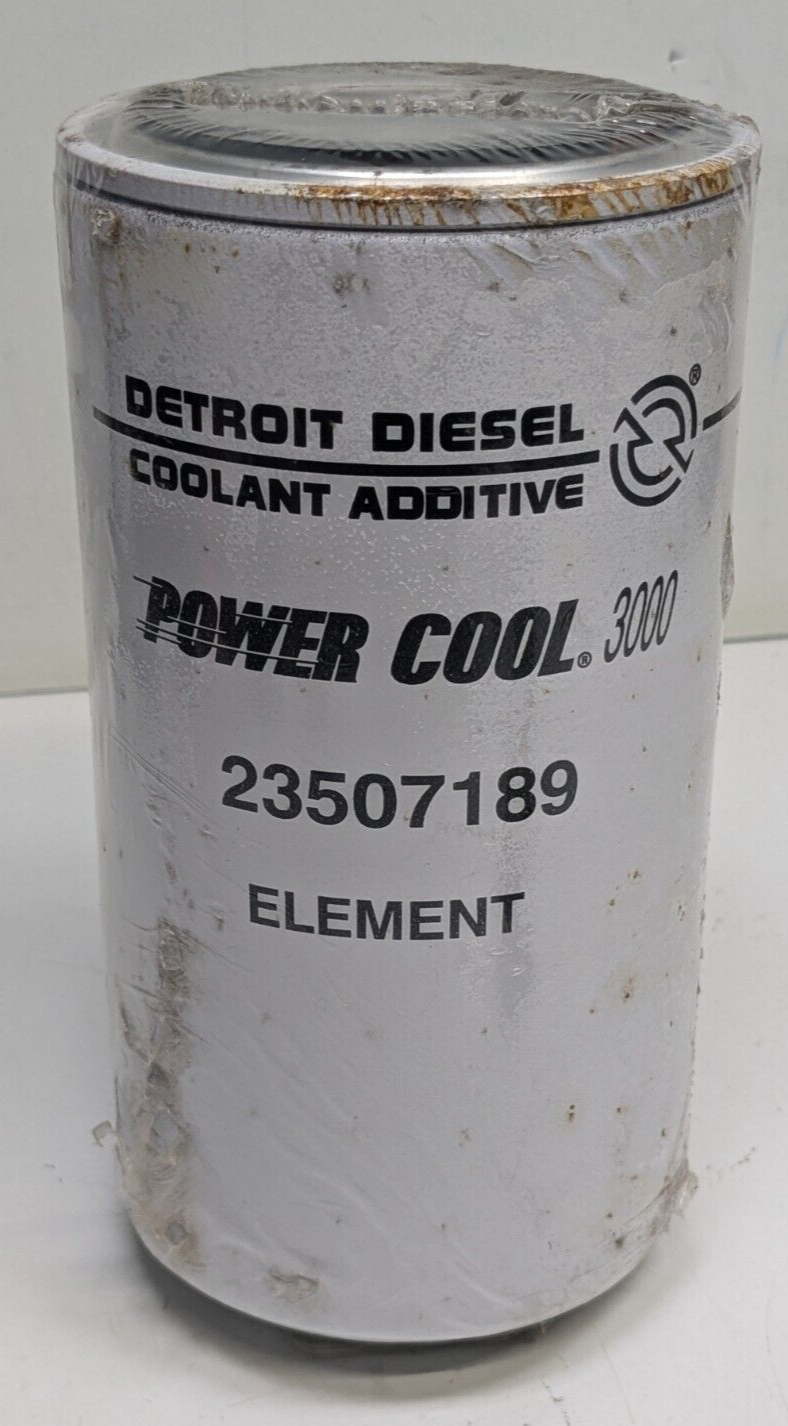 DETROIT DIESEL ®
COOLANT ADDITIVE
POWER COOL® 3000
23507189
ELEMENT